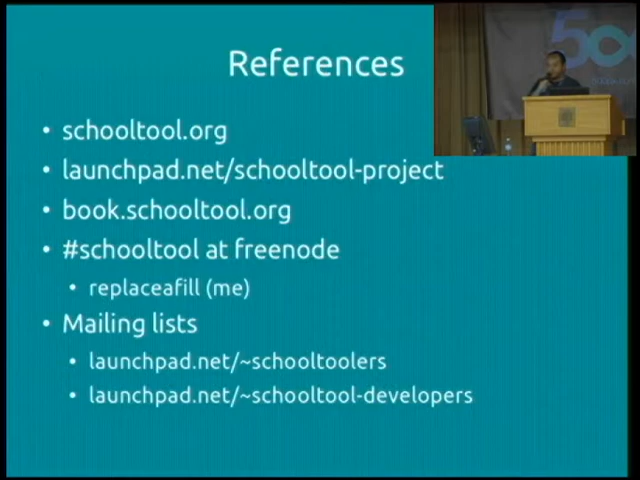 References
• schooltool.org
• launchpad.net/schooltool-project
• book.schooltool.org
• #schooltool at freenode
• replaceafill (me)
• Mailing lists
• launchpad.net/~schooltoolers
• launchpad.net/~schooltool-developers
50